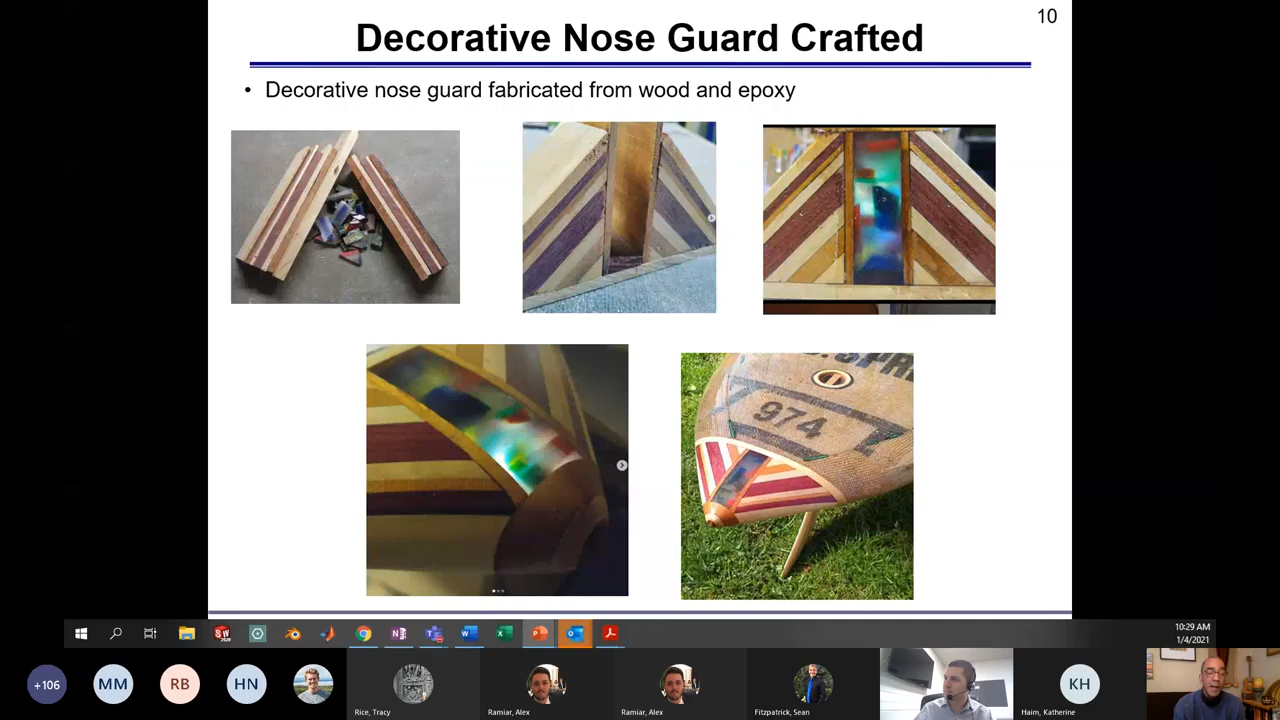 10
Decorative Nose Guard Crafted
• Decorative nose guard fabricated from wood and epoxy
974
10:29 AM
1/4/2021
+106
MM
RB
HN
KH
Rice, Tracy
Ramiar, Alex
Ramiar, Alex
Fitzpatrick, Sean
Haim, Katherine